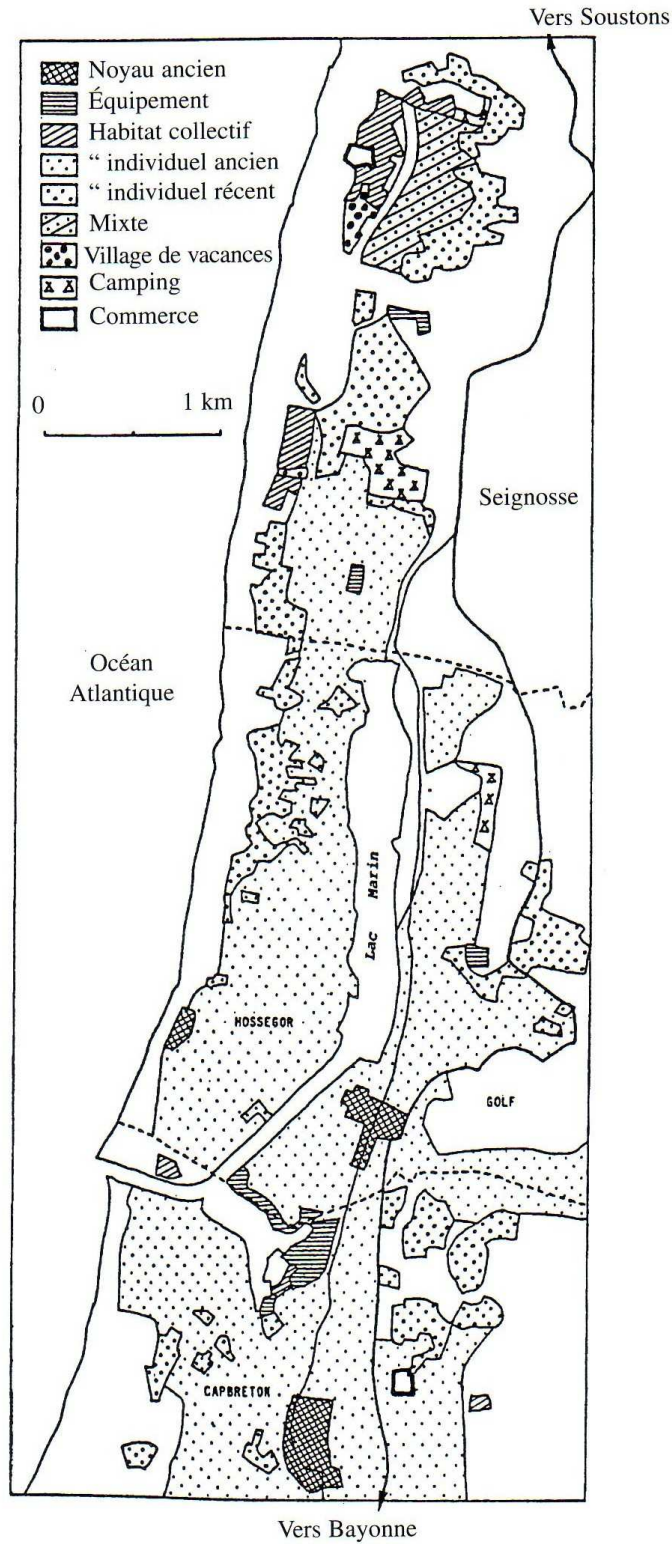 Vers Soustons
Noyau ancien
Équipement
Habitat collectif
“ individuel ancien
“ individuel récent
Mixte
Village de vacances
Camping
Commerce
0 1 km
Seignosse
Océan
Atlantique
Lac Marin
HOSSEGOR
GOLF
CAPBRETON
Vers Bayonne